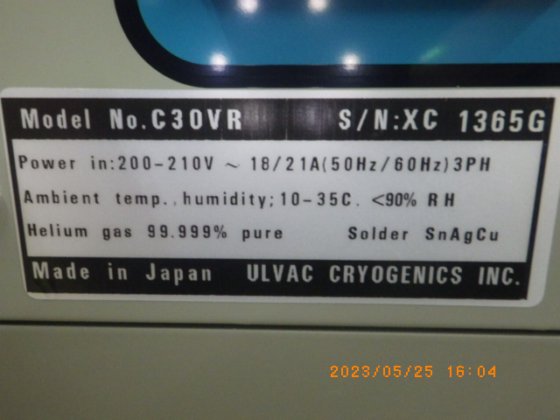 Model No.C30VR S/N:XC 1365G
Power in:200-210V ~ 18/21A(50Hz/60Hz)3PH
Ambient temp., humidity;10-35C. <90% RH
Helium gas 99.999% pure Solder SnAgCu
Made in Japan ULVAC CRYOGENICS INC.
2023/05/25 16:04